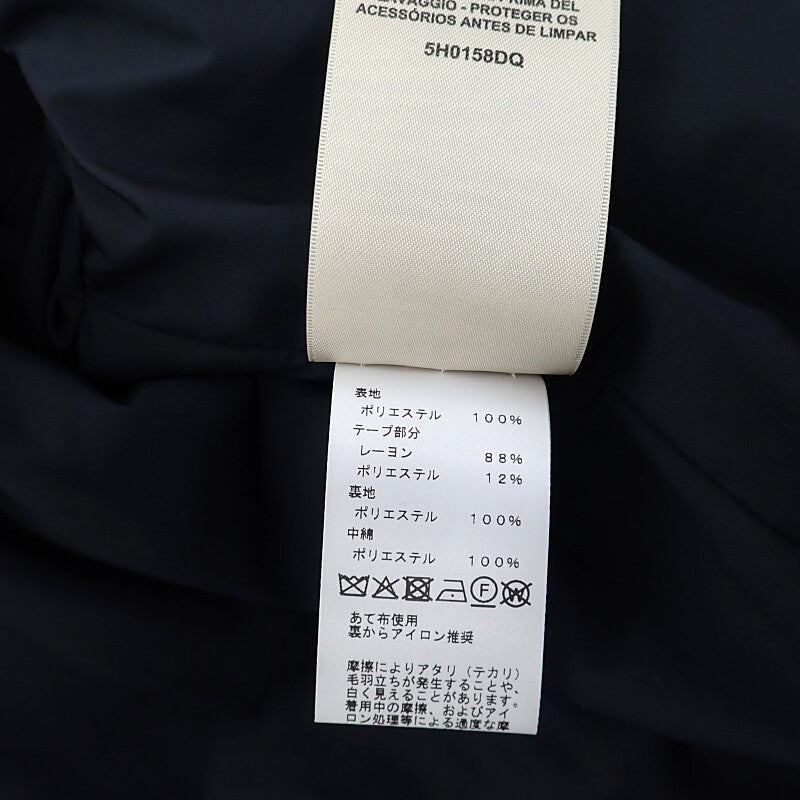 PRIMA DEL
LAVAGGIO - PROTEGER OS
ACESSÓRIOS ANTES DE LIMPAR
5H0158DQ
表地
ポリエステル 100%
テープ部分
レーヨン 88%
ポリエステル 12%
裏地
ポリエステル 100%
中綿
ポリエステル 100%
あて布使用
裏からアイロン推奨
摩擦によりアタリ(テカリ)
毛羽立ちが発生することや、
白く見えることがあります。
着用中の摩擦、およびアイ
ロン処理等による過度な摩